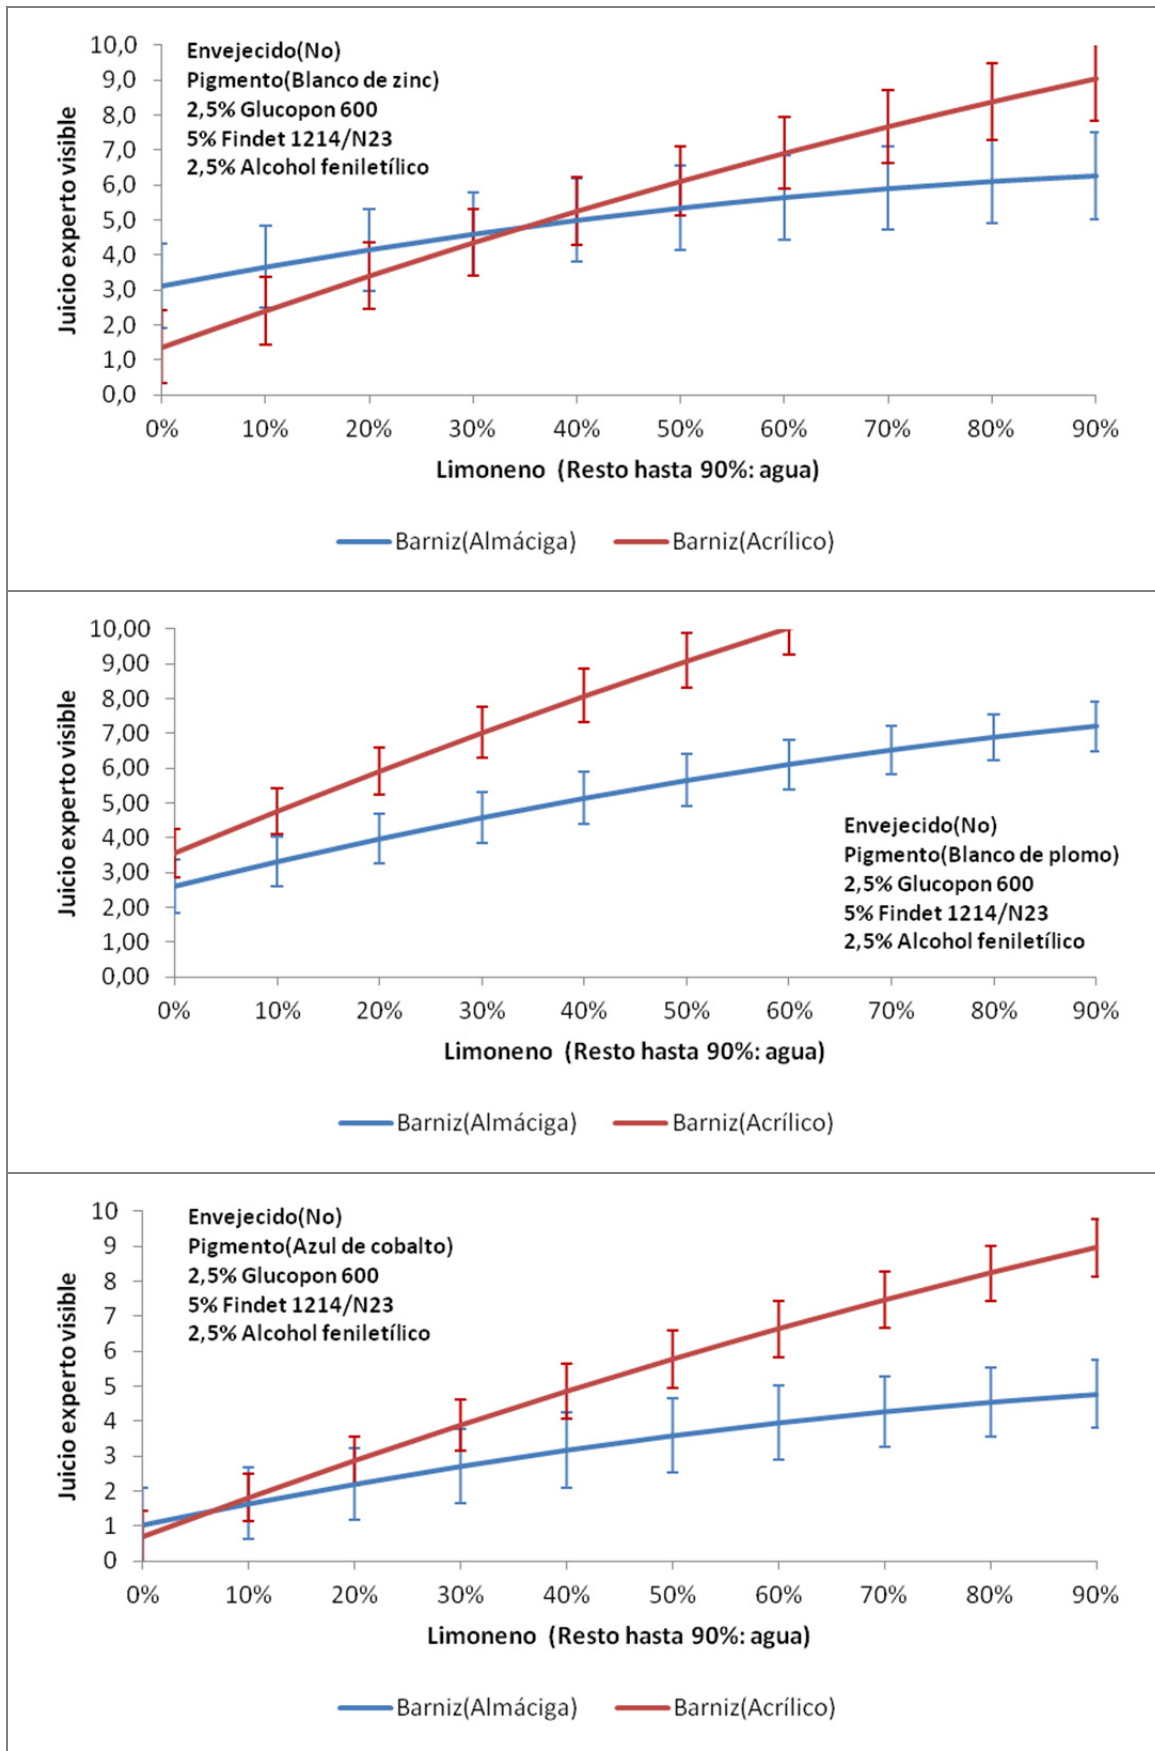 Envejecido(No)
Pigmento(Blanco de zinc)
2,5% Glucopon 600
5% Findet 1214/N23
2,5% Alcohol feniletílico
Juicio experto visible
10,0
9,0
8,0
7,0
6,0
5,0
4,0
3,0
2,0
1,0
0,0
0% 10% 20% 30% 40% 50% 60% 70% 80% 90%
Limoneno (Resto hasta 90%: agua)
Barniz(Almáciga) Barniz(Acrílico)
Juicio experto visible
10,00
9,00
8,00
7,00
6,00
5,00
4,00
3,00
2,00
1,00
0,00
Envejecido(No)
Pigmento(Blanco de plomo)
2,5% Glucopon 600
5% Findet 1214/N23
2,5% Alcohol feniletílico
0% 10% 20% 30% 40% 50% 60% 70% 80% 90%
Limoneno (Resto hasta 90%: agua)
Barniz(Almáciga) Barniz(Acrílico)
Envejecido(No)
Pigmento(Azul de cobalto)
2,5% Glucopon 600
5% Findet 1214/N23
2,5% Alcohol feniletílico
Juicio experto visible
10
9
8
7
6
5
4
3
2
1
0
0% 10% 20% 30% 40% 50% 60% 70% 80% 90%
Limoneno (Resto hasta 90%: agua)
Barniz(Almáciga) Barniz(Acrílico)